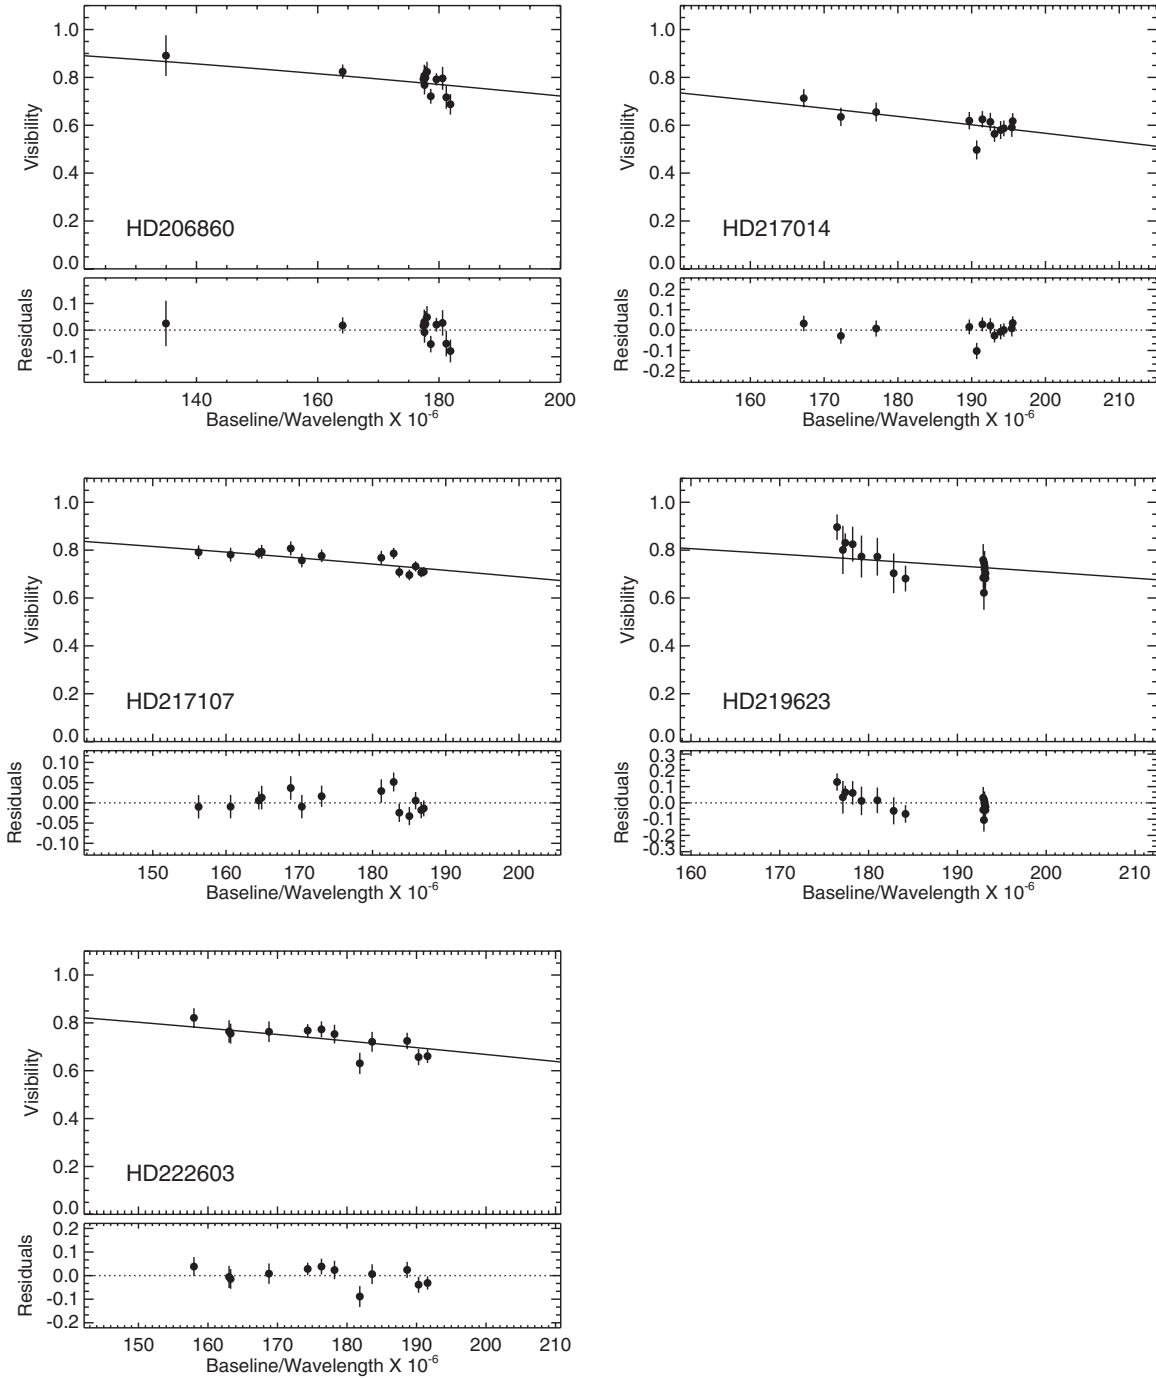 1.0
0.8
0.6
0.4
0.2
0.0
Visibility
HD206860
0.1
0.0
-0.1
Residuals
140 160 180 200
Baseline/Wavelength X 10-6
1.0
0.8
0.6
0.4
0.2
0.0
Visibility
HD217014
0.2
0.1
0.0
-0.1
-0.2
Residuals
160 170 180 190 200 210
Baseline/Wavelength X 10-6
1.0
0.8
0.6
0.4
0.2
0.0
Visibility
HD217107
0.10
0.05
0.00
-0.05
-0.10
Residuals
150 160 170 180 190 200
Baseline/Wavelength X 10-6
1.0
0.8
0.6
0.4
0.2
0.0
Visibility
HD219623
0.3
0.2
0.1
0.0
-0.1
-0.2
-0.3
Residuals
160 170 180 190 200 210
Baseline/Wavelength X 10-6
1.0
0.8
0.6
0.4
0.2
0.0
Visibility
HD222603
0.2
0.1
0.0
-0.1
-0.2
Residuals
150 160 170 180 190 200 210
Baseline/Wavelength X 10-6